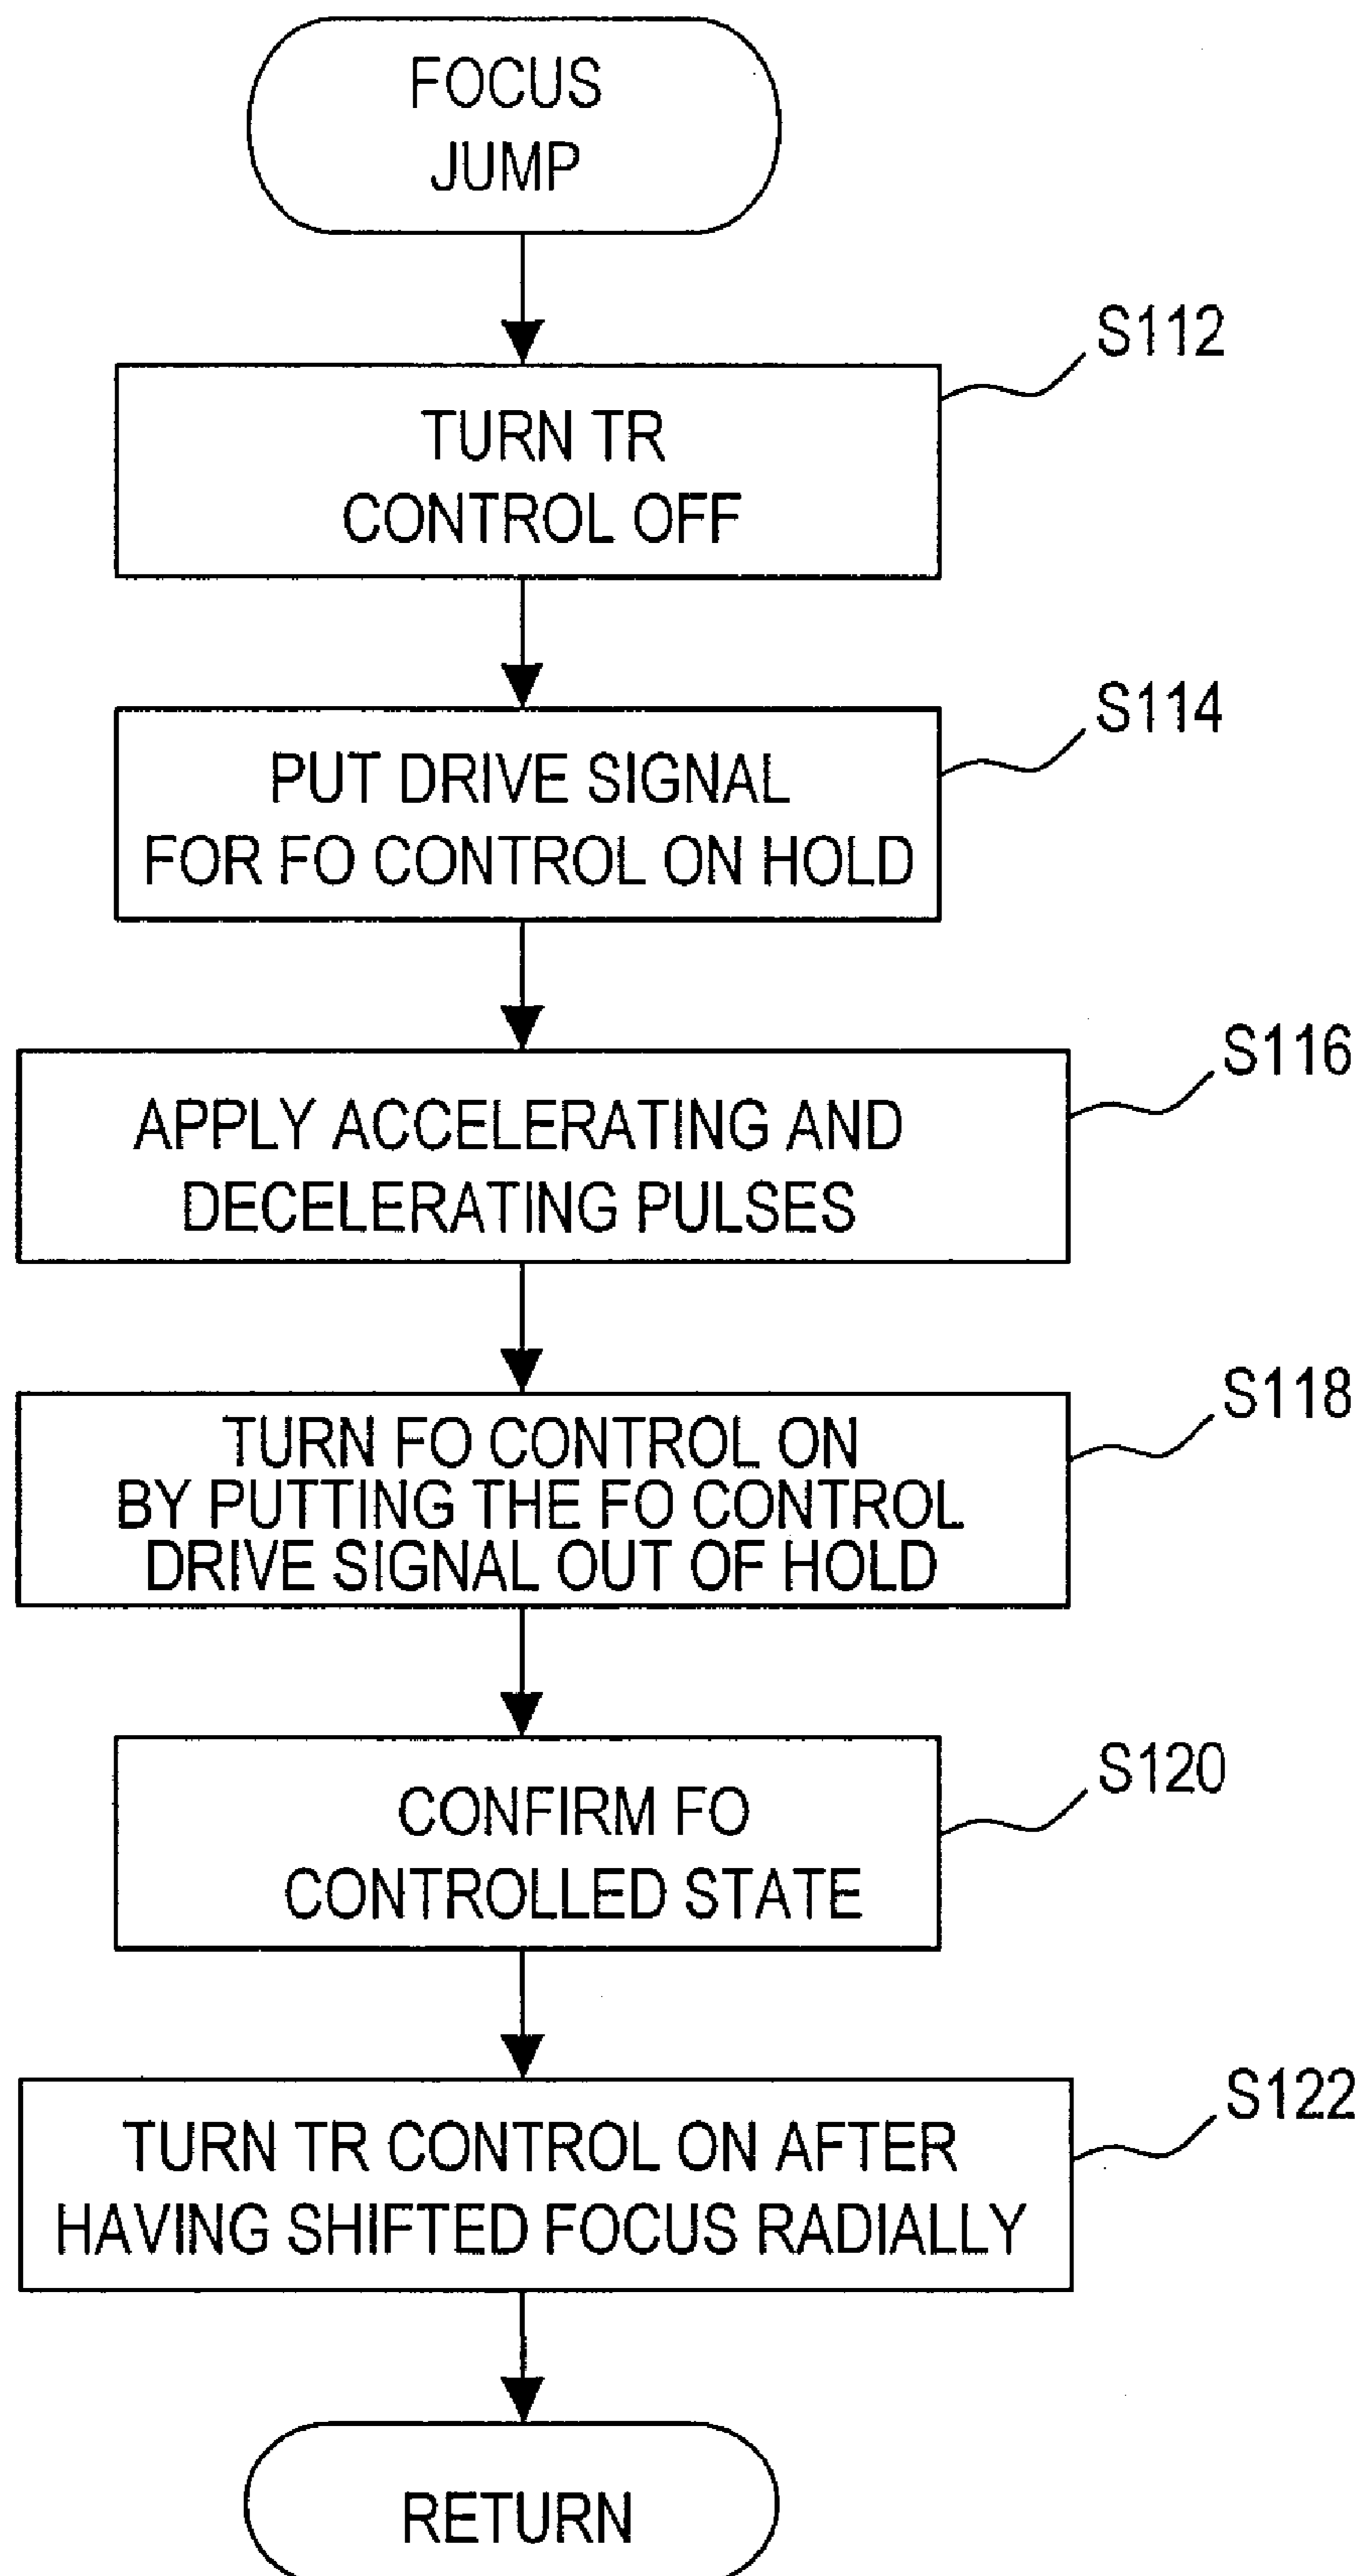 FOCUS
JUMP
S112
TURN TR
CONTROL OFF
S114
PUT DRIVE SIGNAL
FOR FO CONTROL ON HOLD
S116
APPLY ACCELERATING AND
DECELERATING PULSES
S118
TURN FO CONTROL ON
BY PUTTING THE FO CONTROL
DRIVE SIGNAL OUT OF HOLD
S120
CONFIRM FO
CONTROLLED STATE
S122
TURN TR CONTROL ON AFTER
HAVING SHIFTED FOCUS RADIALLY
RETURN